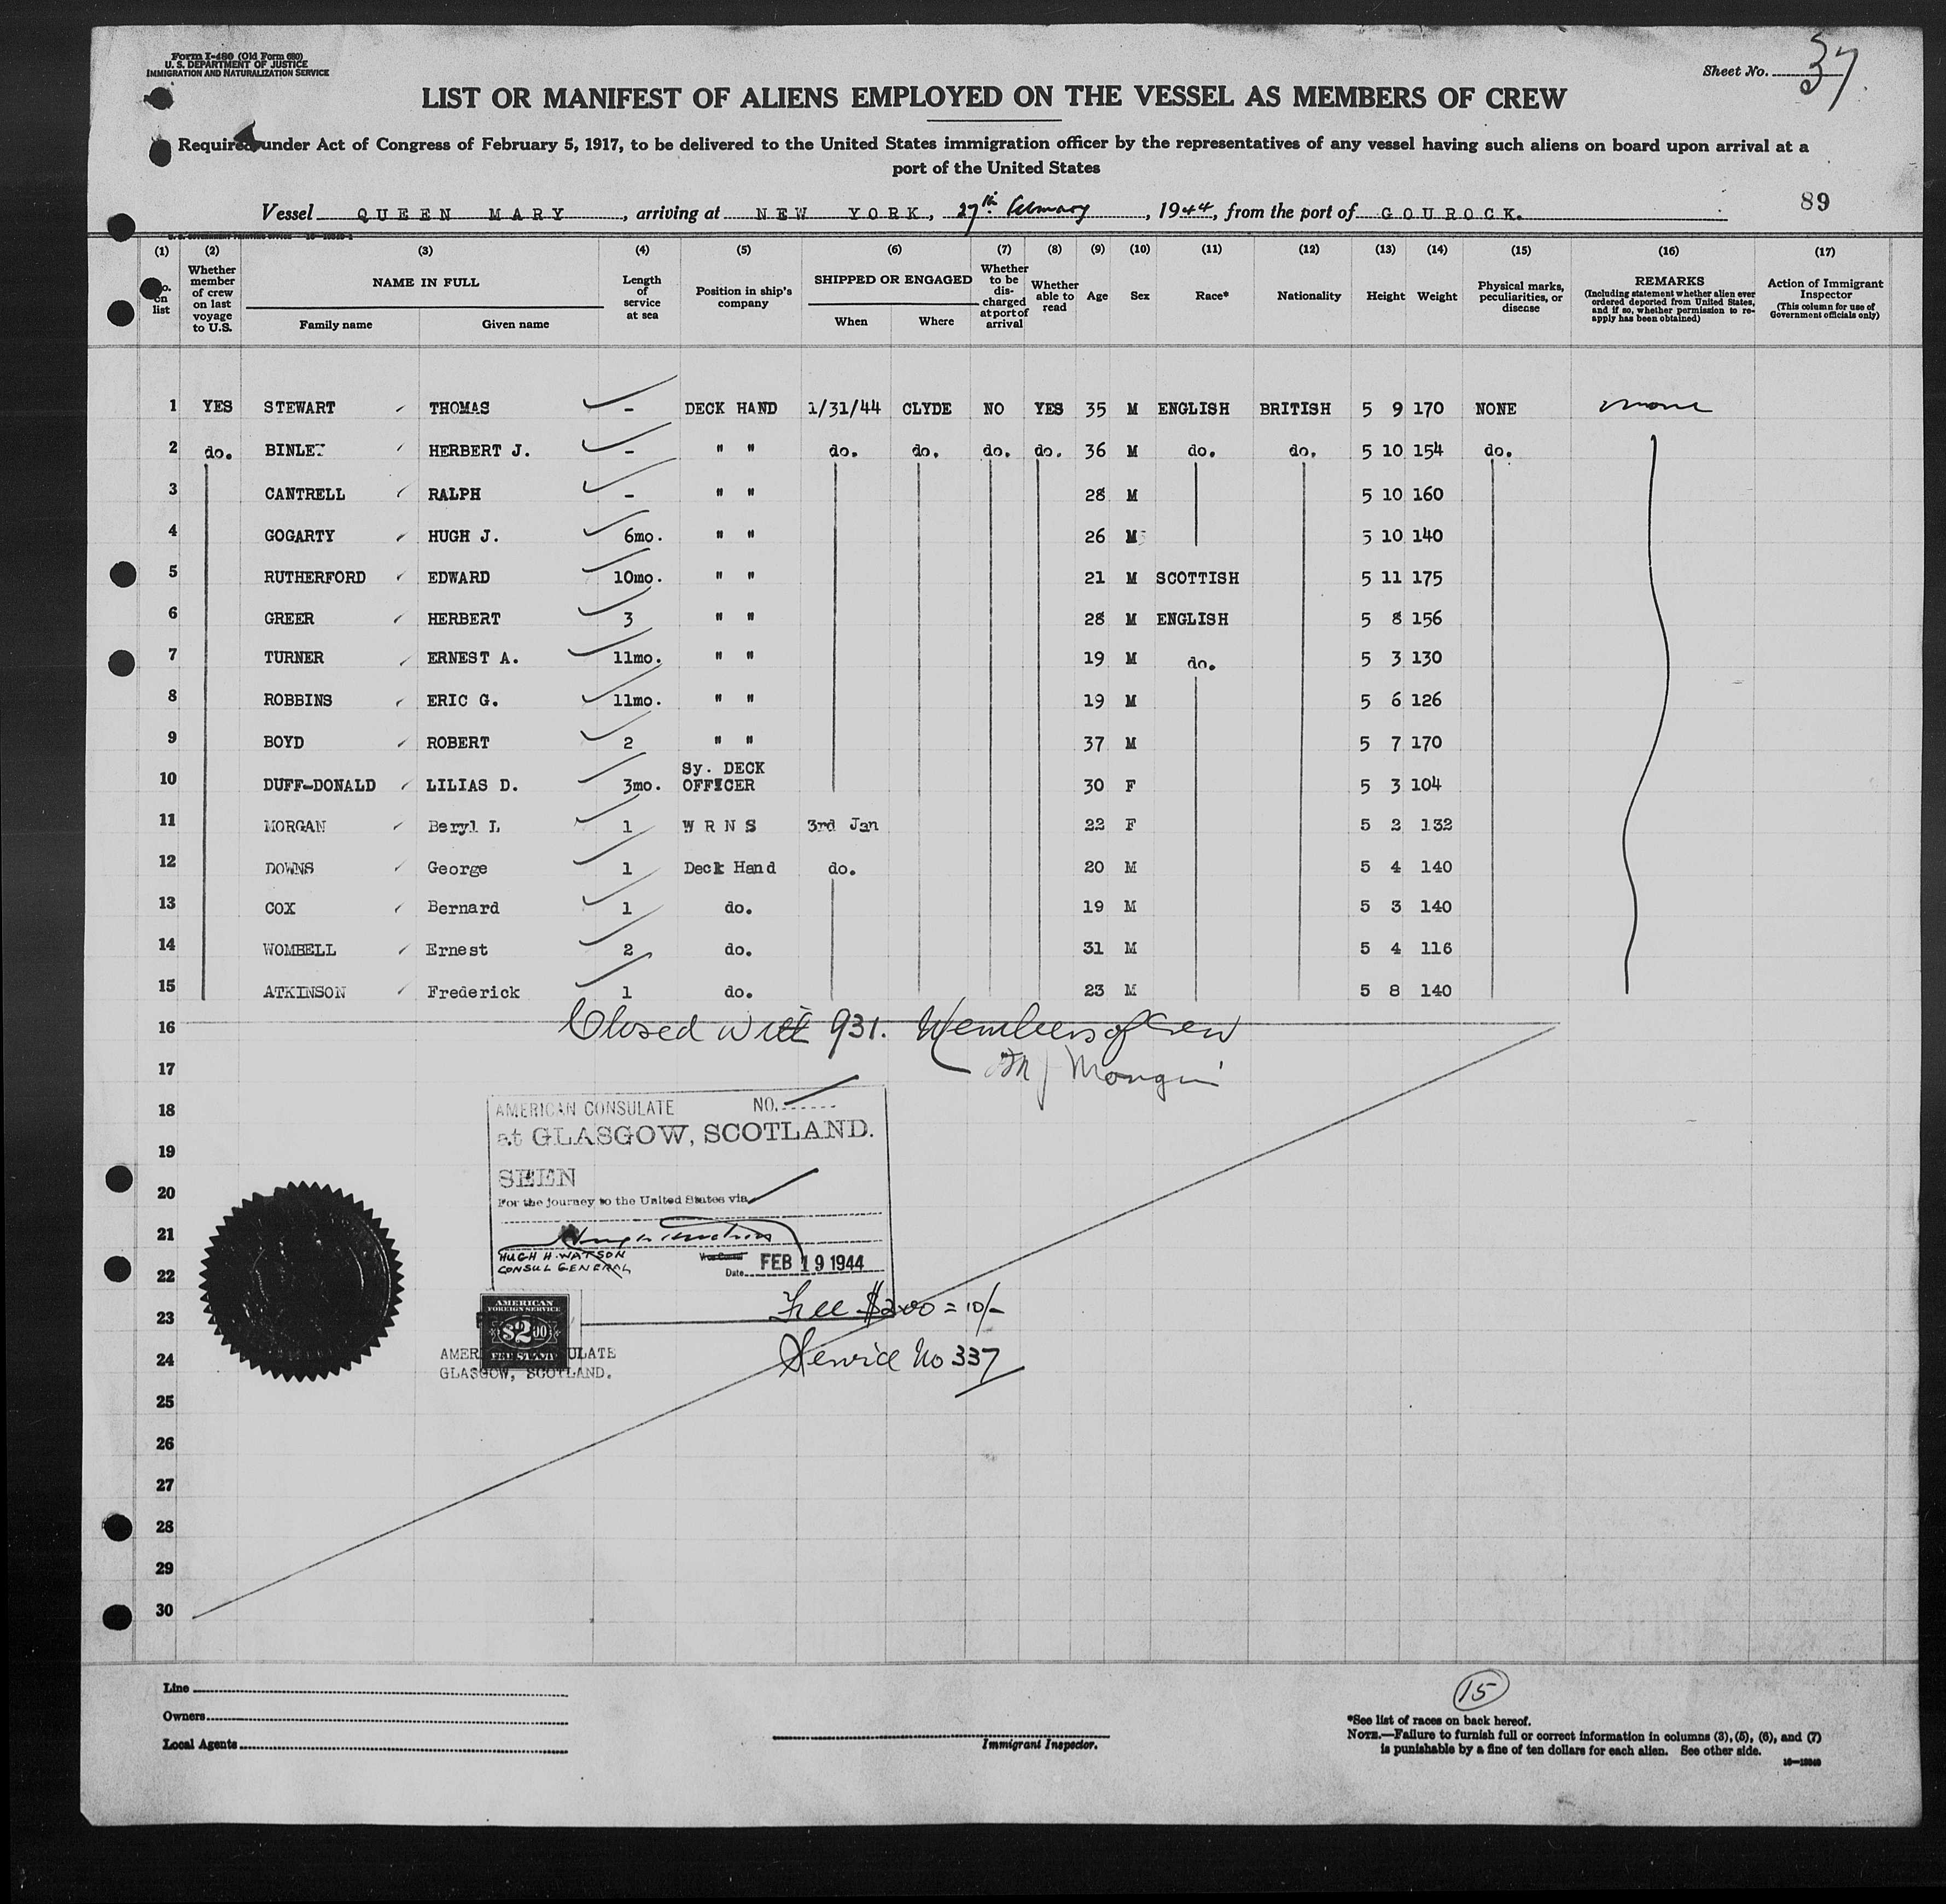 Form I-480 (Old Form 680)
U. S. DEPARTMENT OF JUSTICE
IMMIGRATION AND NATURALIZATION SERVICE
Sheet No. 37
LIST OR MANIFEST OF ALIENS EMPLOYED ON THE VESSEL AS MEMBERS OF CREW
Required under Act of Congress of February 5, 1917, to be delivered to the United States immigration officer by the representatives of any vessel having such aliens on board upon arrival at a
port of the United States
89
Vessel QUEEN MARY, arriving at NEW YORK, 27th February, 1944, from the port of GOUROCK.
(1) (2) (3) (4) (5) (6) (7) (8) (9) (10) (11) (12) (13) (14) (15) (16) (17)
No. on list
Whether member of crew on last voyage to U.S.
NAME IN FULL
Family name Given name
Length of service at sea
Position in ship's company
SHIPPED OR ENGAGED
When Where
Whether to be discharged at port of arrival
Whether able to read
Age Sex Race* Nationality Height Weight
Physical marks, peculiarities, or disease
REMARKS
(Including statement whether alien ever ordered deported from United States, and if so, whether permission to reapply has been obtained)
Action of Immigrant Inspector
(This column for use of Government officials only)
1 YES STEWART THOMAS - DECK HAND 1/31/44 CLYDE NO YES 35 M ENGLISH BRITISH 5 9 170 NONE none
2 do. BINLEY HERBERT J. - " " do. do. do. do. 36 M do. do. 5 10 154 do.
3 CANTRELL RALPH - " " 28 M 5 10 160
4 GOGARTY HUGH J. 6mo. " " 26 M 5 10 140
5 RUTHERFORD EDWARD 10mo. " " 21 M SCOTTISH 5 11 175
6 GREER HERBERT 3 " " 28 M ENGLISH 5 8 156
7 TURNER ERNEST A. 11mo. " " 19 M do. 5 3 130
8 ROBBINS ERIC G. 11mo. " " 19 M 5 6 126
9 BOYD ROBERT 2 " " 37 M 5 7 170
10 DUFF-DONALD LILIAS D. 3mo. Sy. DECK OFFICER 30 F 5 3 104
11 MORGAN Beryl L 1 W R N S 3rd Jan 22 F 5 2 132
12 DOWNS George 1 Deck Hand do. 20 M 5 4 140
13 COX Bernard 1 do. 19 M 5 3 140
14 WOMBELL Ernest 2 do. 31 M 5 4 116
15 ATKINSON Frederick 1 do. 23 M 5 8 140
16 Closed with 931. Members of Crew
17
18
AMERICAN CONSULATE NO.
at GLASGOW, SCOTLAND.
19
SEEN
20
For the journey to the United States via
21
HUGH H. WATSON
CONSUL GENERAL
Vice Consul
22
Date FEB 19 1944
AMERICAN
FOREIGN SERVICE
$2.00
FEE STAMP
23 Fee $2.00 = 10/-
24 Service No 337
AMERICAN CONSULATE
GLASGOW, SCOTLAND.
25
26
27
28
29
30
Line
Owners
Local Agents
Immigrant Inspector.
15
*See list of races on back hereof.
NOTE.—Failure to furnish full or correct information in columns (3), (5), (6), and (7)
is punishable by a fine of ten dollars for each alien. See other side.